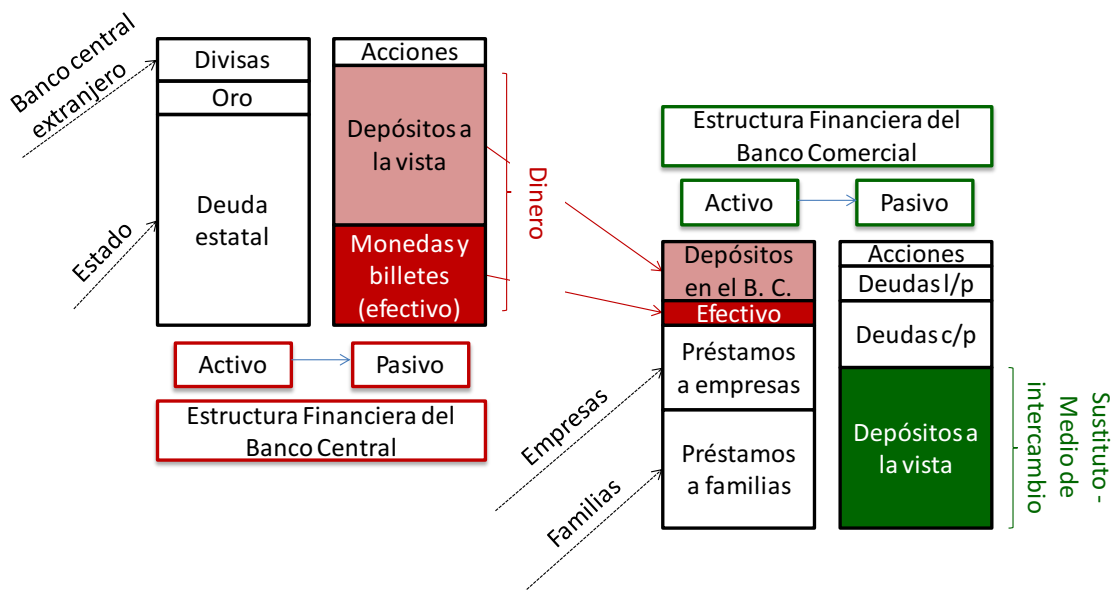 Banco central
extranjero
Estado
Divisas
Oro
Deuda
estatal
Acciones
Depósitos a
la vista
Monedas y
billetes
(efectivo)
Dinero
Activo
Pasivo
Estructura Financiera del
Banco Central
Estructura Financiera del
Banco Comercial
Activo
Pasivo
Depósitos
en el B. C.
Efectivo
Préstamos
a empresas
Préstamos
a familias
Empresas
Familias
Acciones
Deudas l/p
Deudas c/p
Depósitos a
la vista
Sustituto -
Medio de
intercambio